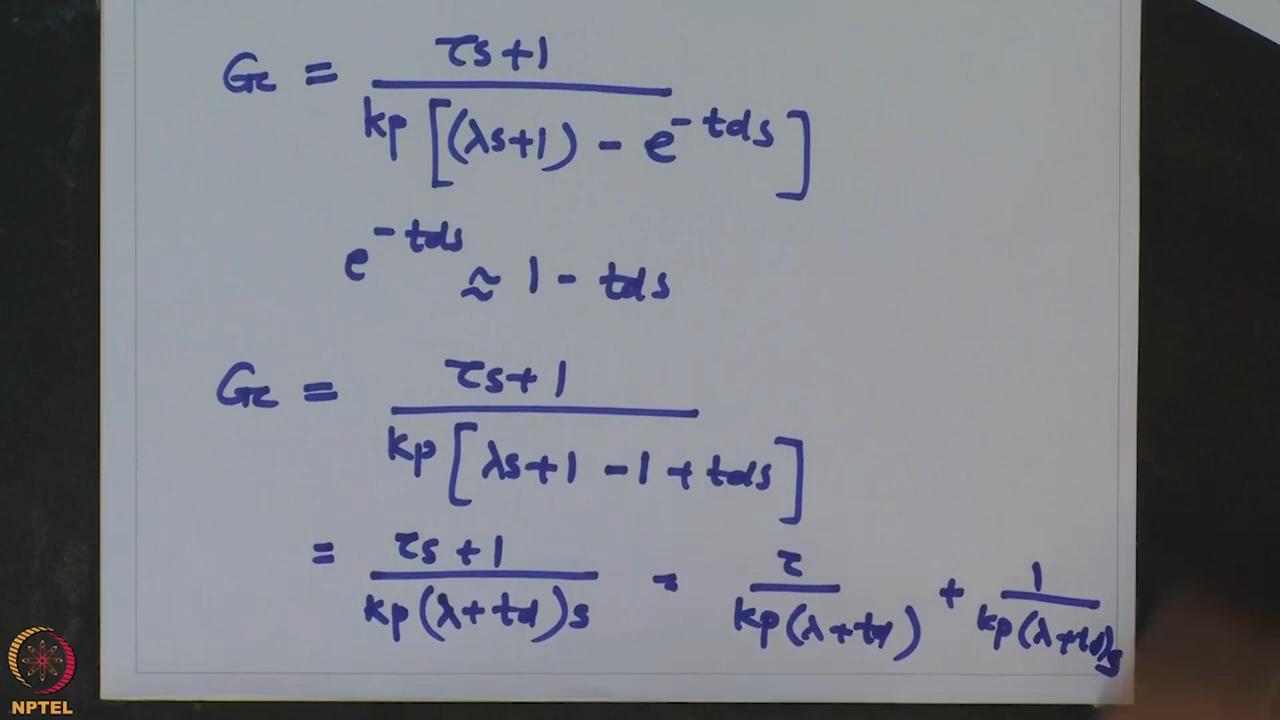 Gc = τs+1 / kp[(λs+1) - e^-tds]
e^-tds ≈ 1 - tds
Gc = τs+1 / kp[λs+1 -1 + tds]
= τs+1 / kp(λ+td)s = τ / kp(λ+td) + 1 / kp(λ+td)s
NPTEL